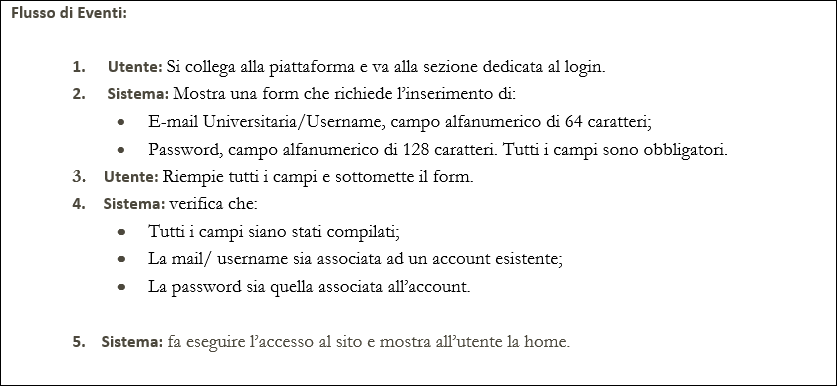 Flusso di Eventi:
1. Utente: Si collega alla piattaforma e va alla sezione dedicata al login.
2. Sistema: Mostra una form che richiede l’inserimento di:
• E-mail Universitaria/Username, campo alfanumerico di 64 caratteri;
• Password, campo alfanumerico di 128 caratteri. Tutti i campi sono obbligatori.
3. Utente: Riempie tutti i campi e sottomette il form.
4. Sistema: verifica che:
• Tutti i campi siano stati compilati;
• La mail/ username sia associata ad un account esistente;
• La password sia quella associata all’account.
5. Sistema: fa eseguire l’accesso al sito e mostra all’utente la home.